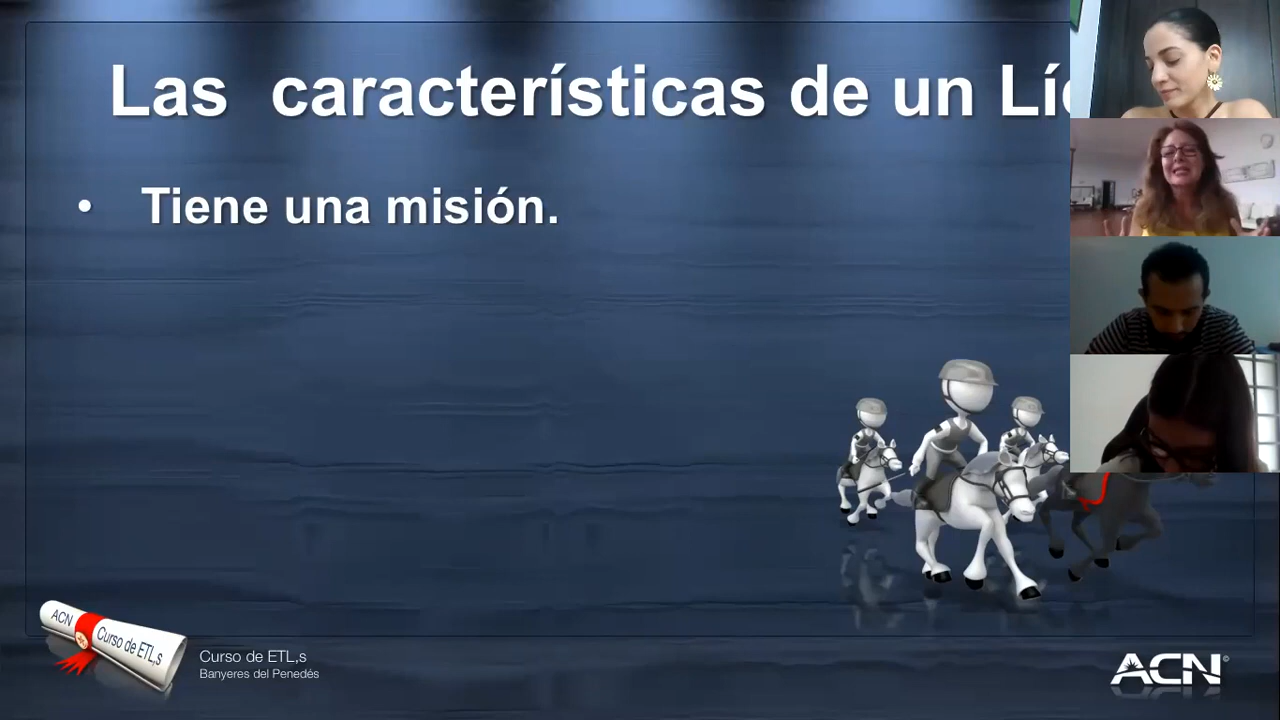 Las características de un Lí
• Tiene una misión.
ACN
Curso de ETL,s
Curso de ETL,s
Banyeres del Penedés
ACN©